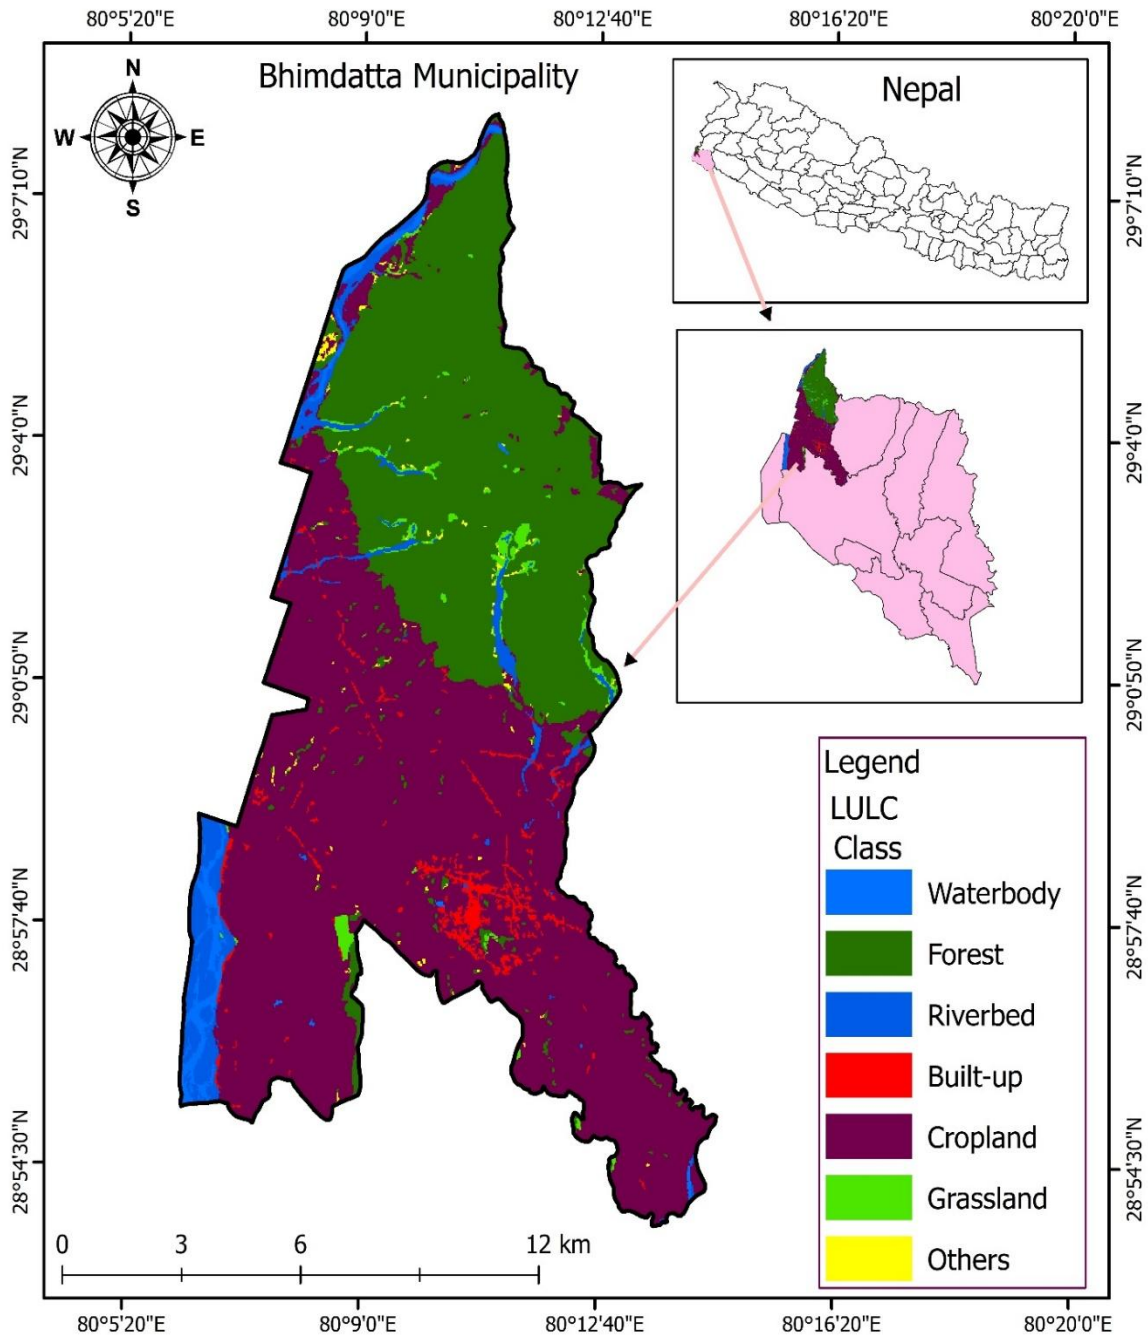 80°5'20"E 80°9'0"E 80°12'40"E 80°16'20"E 80°20'0"E
Bhimdatta Municipality
Nepal
N
W E
S
29°7'10"N
29°7'10"N
29°4'0"N
29°4'0"N
29°0'50"N
29°0'50"N
28°57'40"N
28°57'40"N
28°54'30"N
28°54'30"N
Legend
LULC
Class
Waterbody
Forest
Riverbed
Built-up
Cropland
Grassland
Others
0 3 6 12 km
80°5'20"E 80°9'0"E 80°12'40"E 80°16'20"E 80°20'0"E